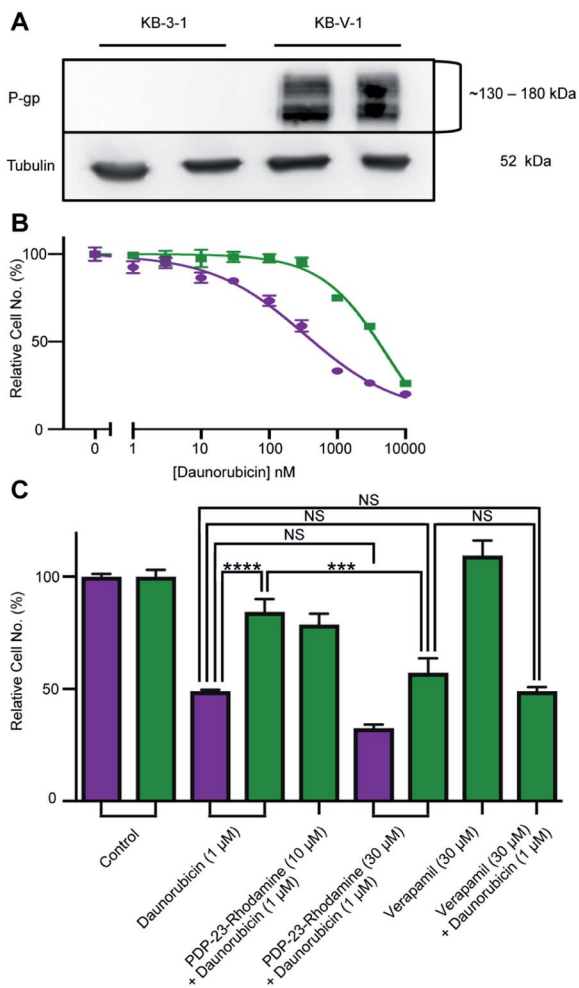 A
KB-3-1 KB-V-1
P-gp
~130 – 180 kDa
Tubulin
52 kDa
B
Relative Cell No. (%)
100
50
0
0 1 10 100 1000 10000
[Daunorubicin] nM
C
NS
NS NS
NS
**** ***
Relative Cell No. (%)
100
50
0
Control
Daunorubicin (1 µM)
PDP-23-Rhodamine (10 µM)
+ Daunorubicin (1 µM)
PDP-23-Rhodamine (30 µM)
+ Daunorubicin (1 µM)
Verapamil (30 µM)
Verapamil (30 µM)
+ Daunorubicin (1 µM)